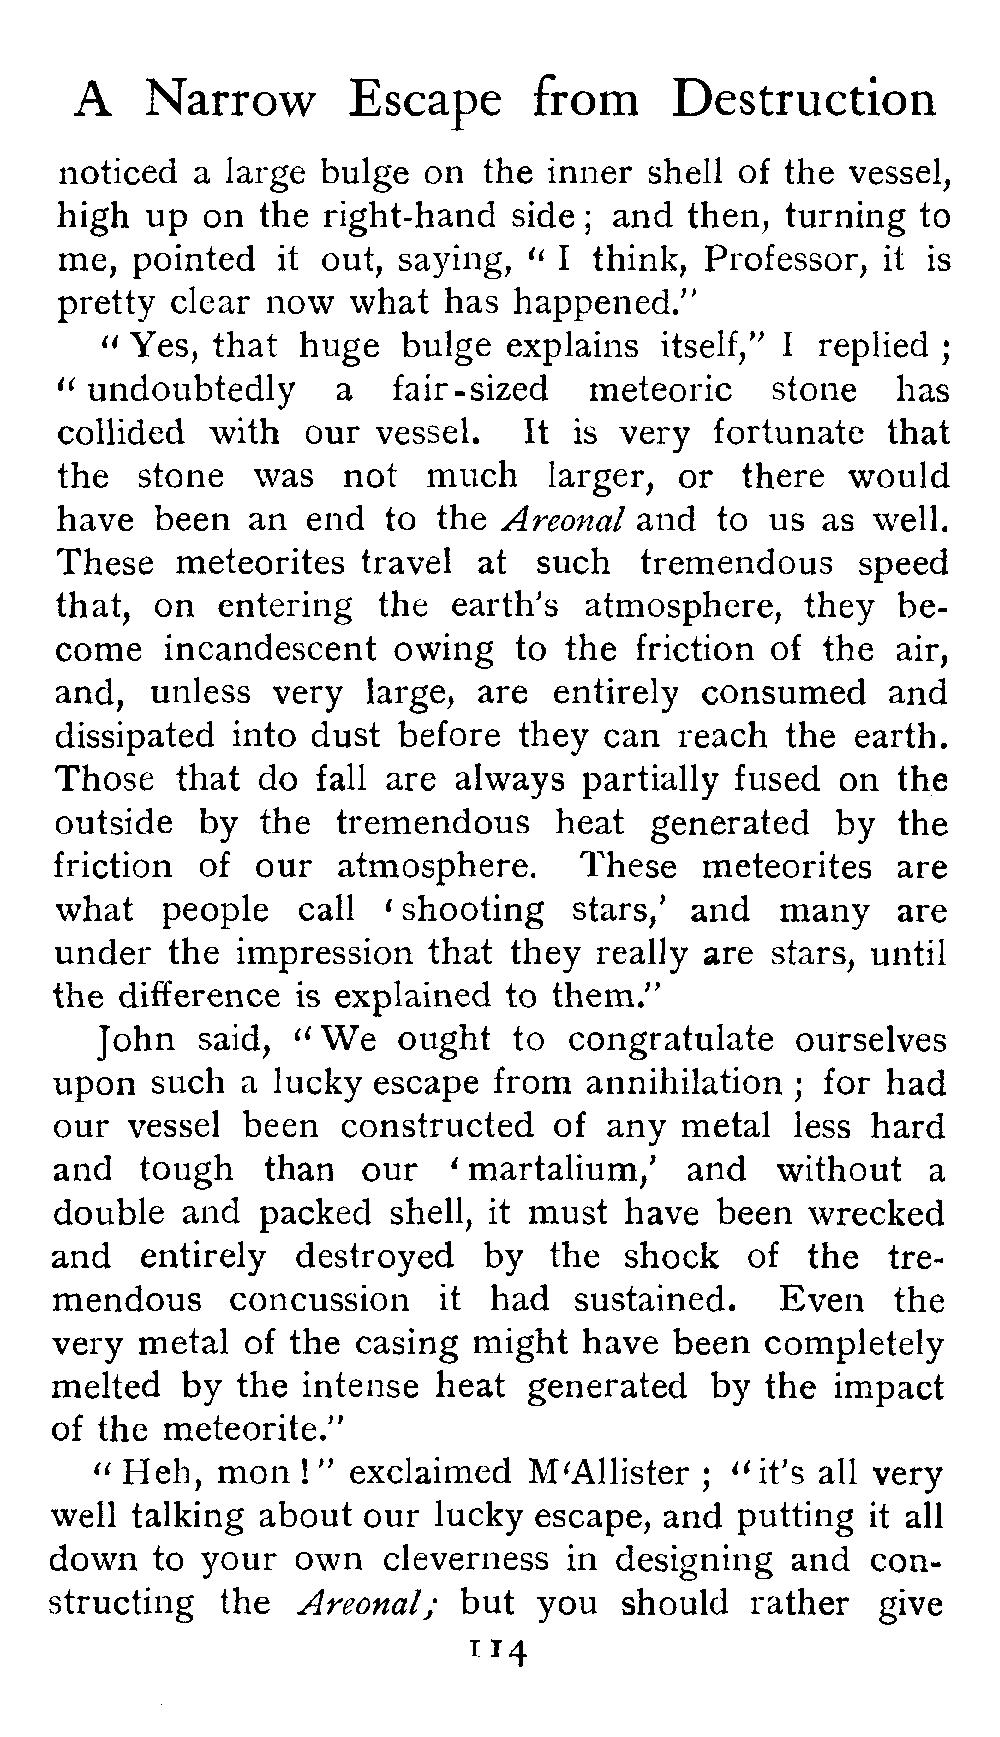 A Narrow Escape from Destruction
noticed a large bulge on the inner shell of the vessel,
high up on the right-hand side ; and then, turning to
me, pointed it out, saying, “ I think, Professor, it is
pretty clear now what has happened.”
“ Yes, that huge bulge explains itself,” I replied ;
“ undoubtedly a fair-sized meteoric stone has
collided with our vessel. It is very fortunate that
the stone was not much larger, or there would
have been an end to the Areonal and to us as well.
These meteorites travel at such tremendous speed
that, on entering the earth’s atmosphere, they be-
come incandescent owing to the friction of the air,
and, unless very large, are entirely consumed and
dissipated into dust before they can reach the earth.
Those that do fall are always partially fused on the
outside by the tremendous heat generated by the
friction of our atmosphere. These meteorites are
what people call ‘ shooting stars,’ and many are
under the impression that they really are stars, until
the difference is explained to them.”
John said, “ We ought to congratulate ourselves
upon such a lucky escape from annihilation ; for had
our vessel been constructed of any metal less hard
and tough than our ‘ martalium,’ and without a
double and packed shell, it must have been wrecked
and entirely destroyed by the shock of the tre-
mendous concussion it had sustained. Even the
very metal of the casing might have been completely
melted by the intense heat generated by the impact
of the meteorite.”
“ Heh, mon ! ” exclaimed M‘Allister ; “ it’s all very
well talking about our lucky escape, and putting it all
down to your own cleverness in designing and con-
structing the Areonal; but you should rather give
114